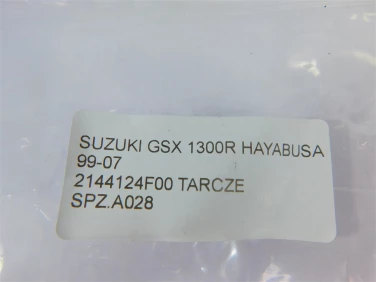 SUZUKI GSX 1300R HAYABUSA
99-07
2144124F00 TARCZE
SPZ.A028